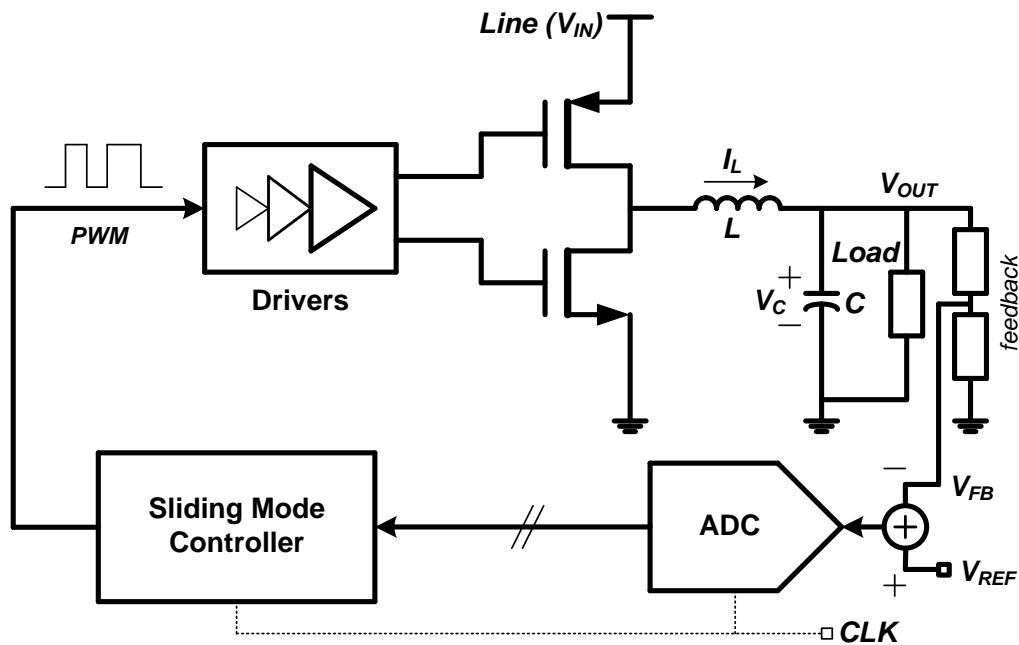 Line (VIN)
IL
VOUT
PWM
L
Load
Drivers
+
VC
C
−
feedback
Sliding Mode
Controller
ADC
−
VFB
+
VREF
+
CLK